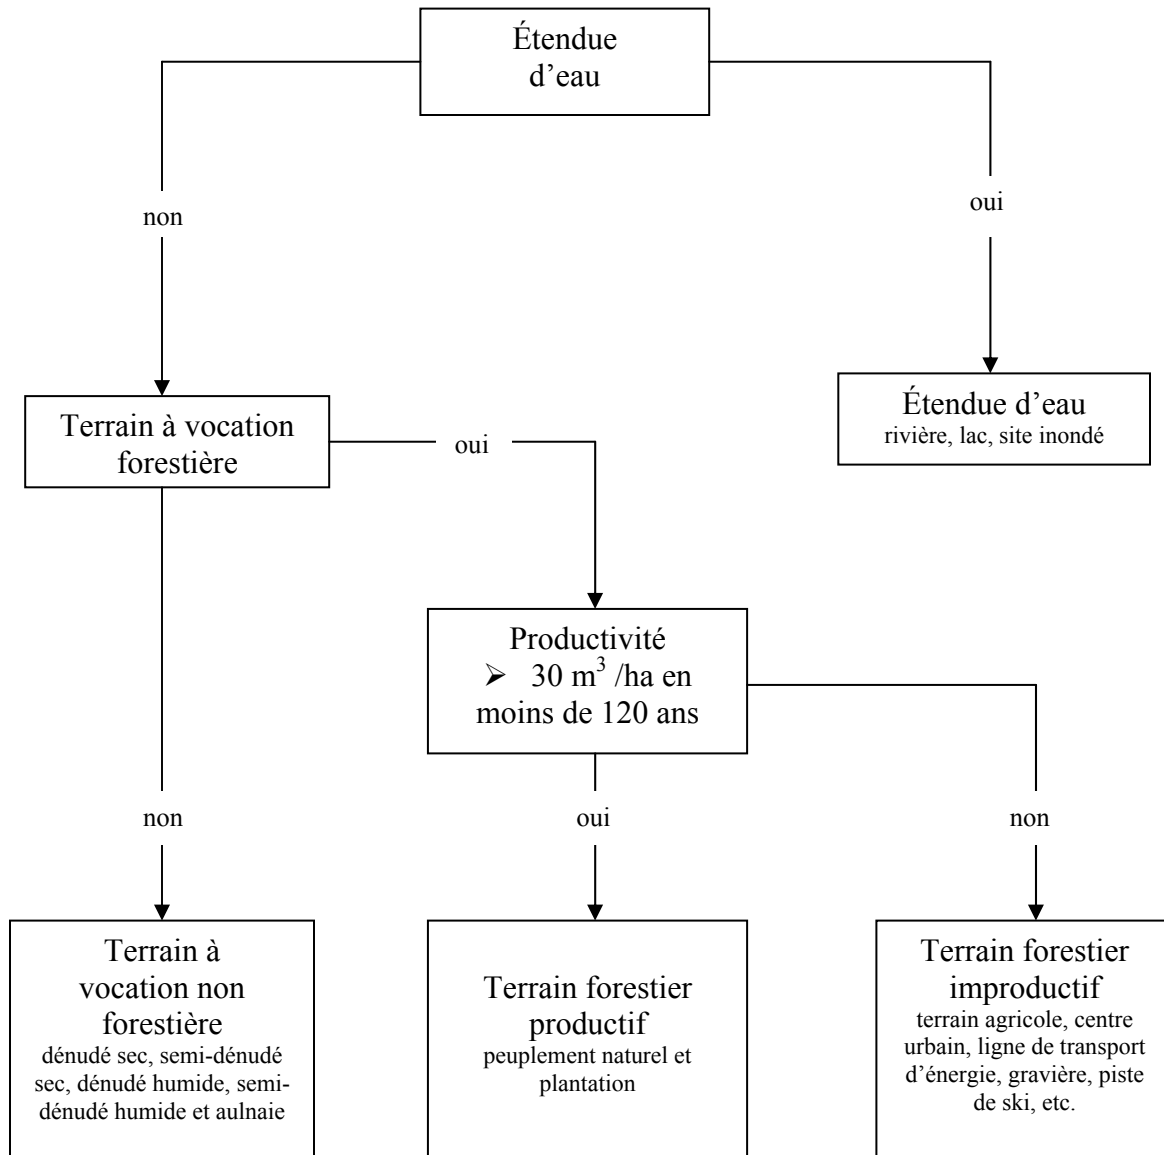 Étendue
d’eau
non
oui
Étendue d’eau
rivière, lac, site inondé
Terrain à vocation
forestière
oui
Productivité
➢ 30 m³ /ha en
moins de 120 ans
non
oui
non
Terrain à
vocation non
forestière
dénudé sec, semi-dénudé
sec, dénudé humide, semi-
dénudé humide et aulnaie
Terrain forestier
productif
peuplement naturel et
plantation
Terrain forestier
improductif
terrain agricole, centre
urbain, ligne de transport
d’énergie, gravière, piste
de ski, etc.